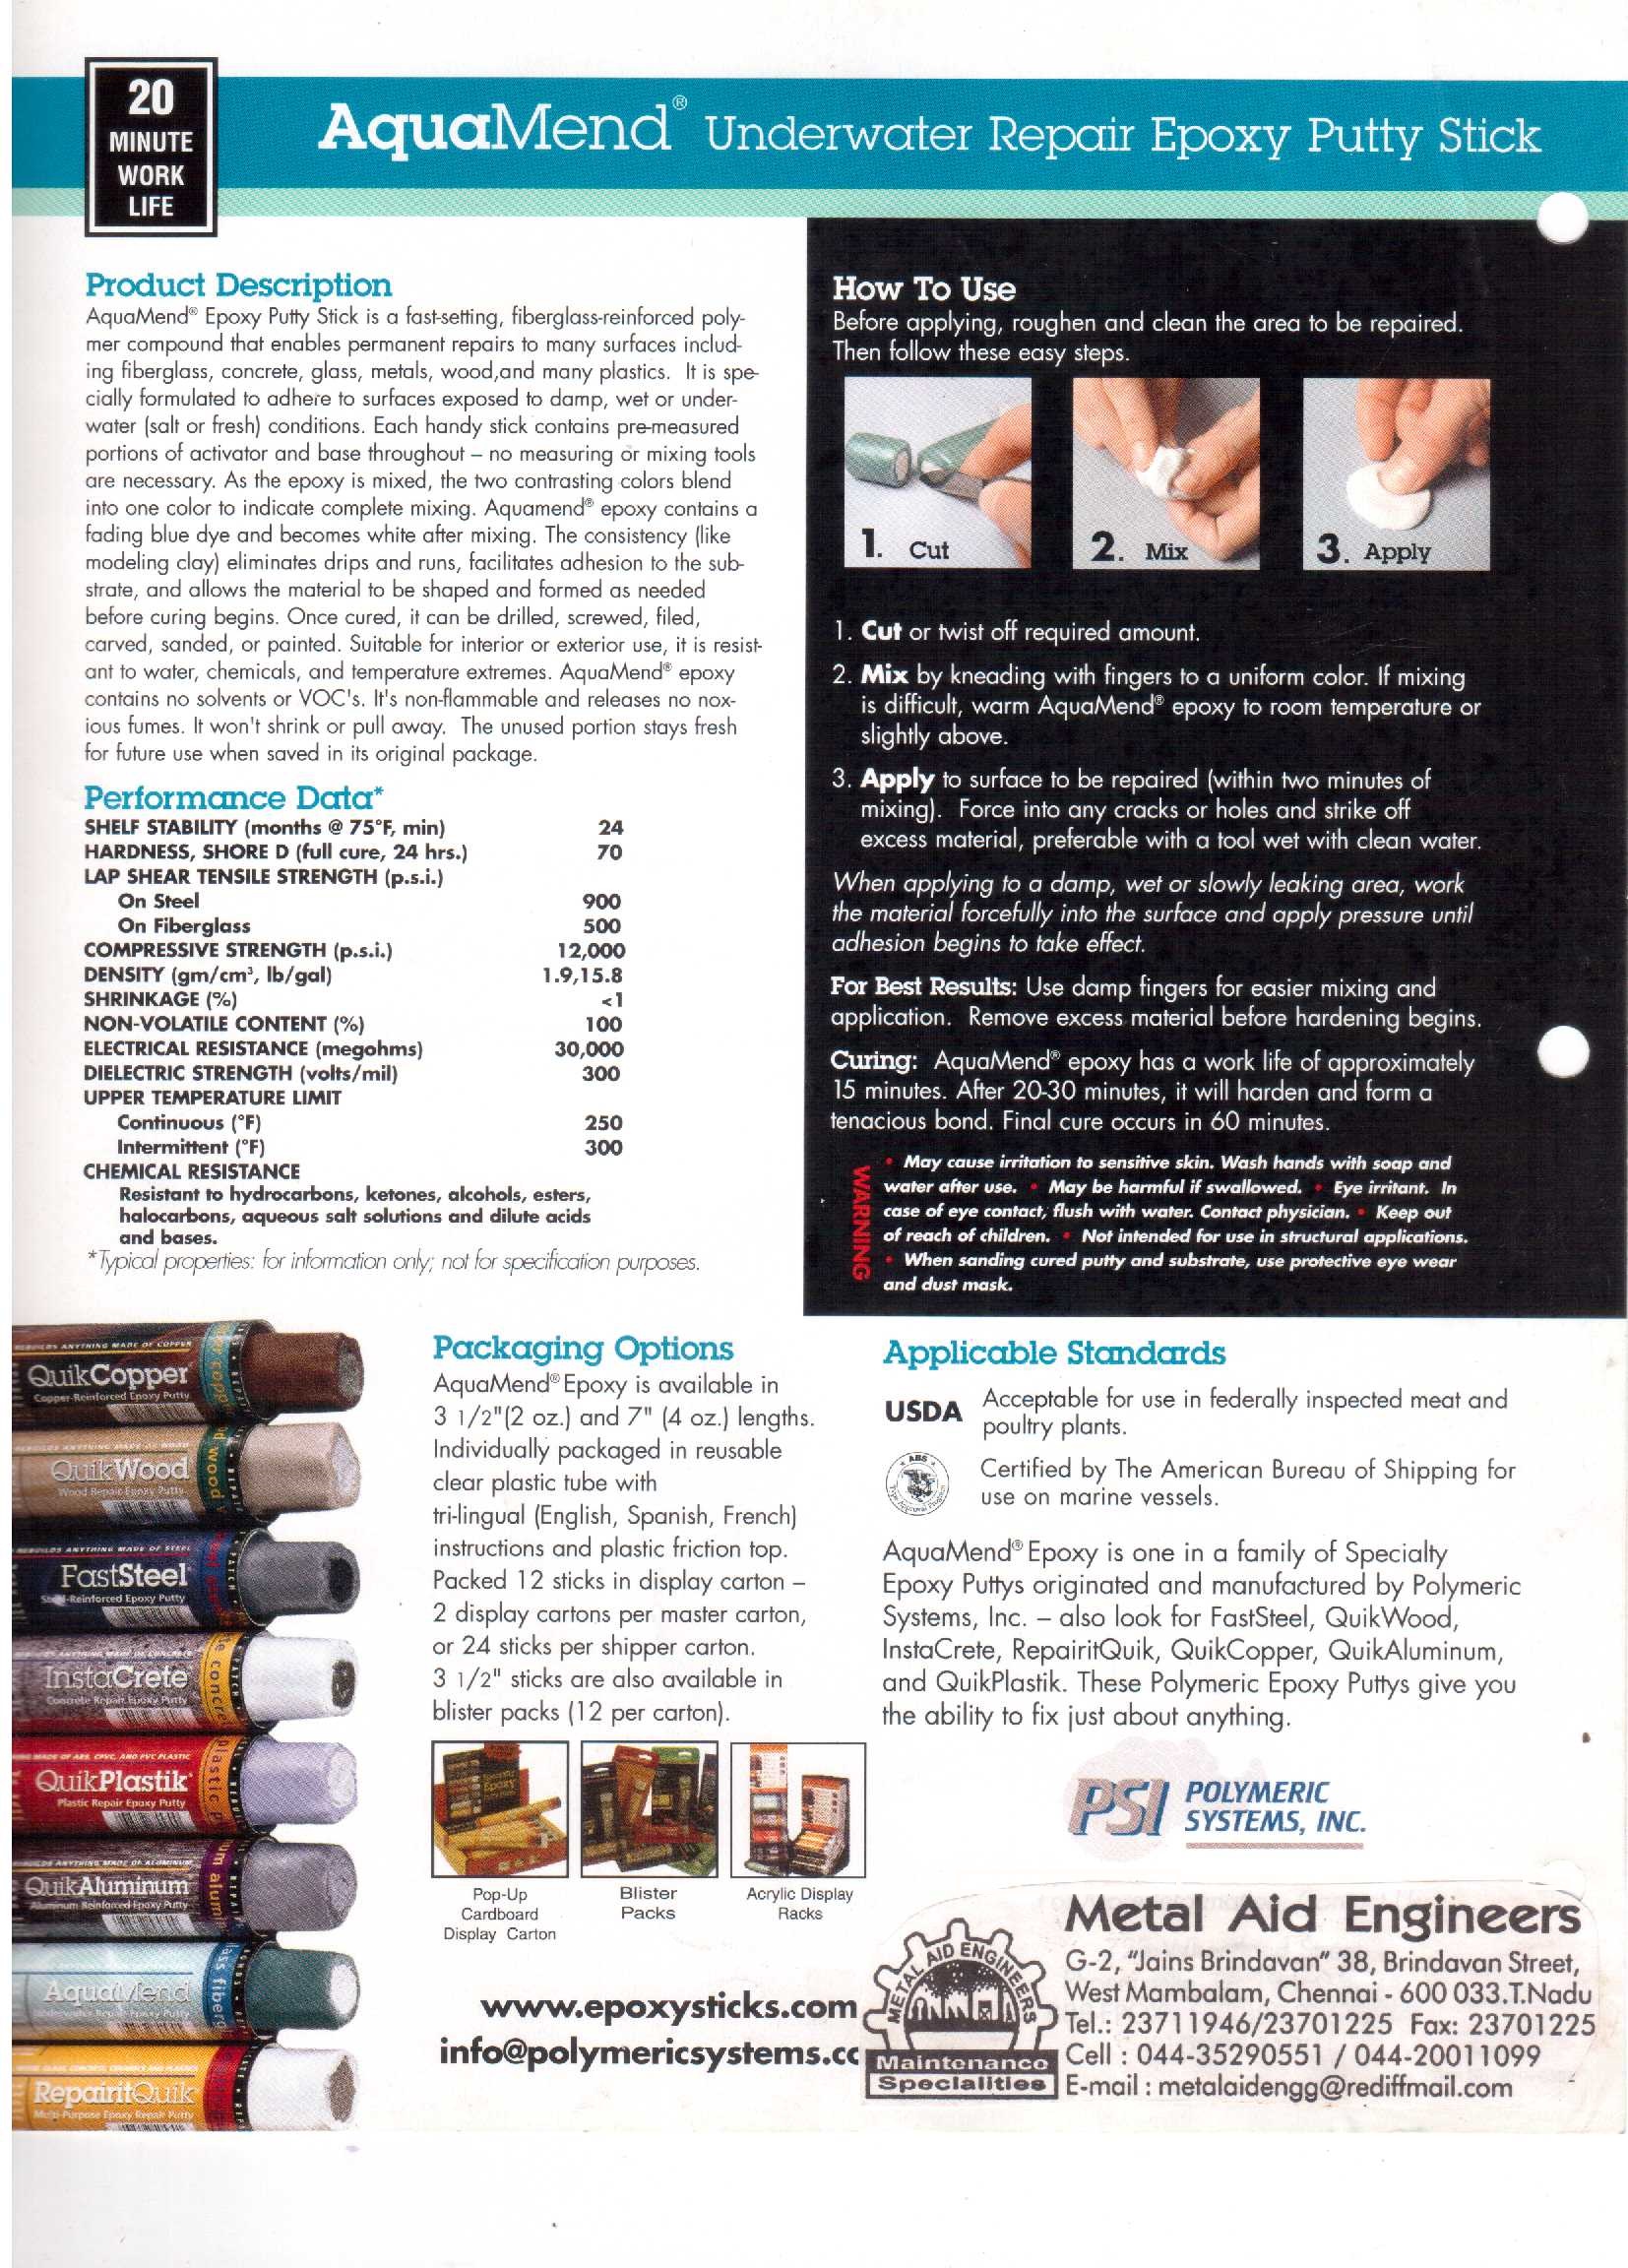 20
MINUTE
WORK
LIFE
AquaMend® Underwater Repair Epoxy Putty Stick
Product Description
AquaMend® Epoxy Putty Stick is a fast-setting, fiberglass-reinforced poly-
mer compound that enables permanent repairs to many surfaces includ-
ing fiberglass, concrete, glass, metals, wood,and many plastics. It is spe-
cially formulated to adhere to surfaces exposed to damp, wet or under-
water (salt or fresh) conditions. Each handy stick contains pre-measured
portions of activator and base throughout – no measuring or mixing tools
are necessary. As the epoxy is mixed, the two contrasting colors blend
into one color to indicate complete mixing. Aquamend® epoxy contains a
fading blue dye and becomes white after mixing. The consistency (like
modeling clay) eliminates drips and runs, facilitates adhesion to the sub-
strate, and allows the material to be shaped and formed as needed
before curing begins. Once cured, it can be drilled, screwed, filed,
carved, sanded, or painted. Suitable for interior or exterior use, it is resist-
ant to water, chemicals, and temperature extremes. AquaMend® epoxy
contains no solvents or VOC's. It's non-flammable and releases no nox-
ious fumes. It won't shrink or pull away. The unused portion stays fresh
for future use when saved in its original package.
Performance Data*
SHELF STABILITY (months @ 75°F, min) 24
HARDNESS, SHORE D (full cure, 24 hrs.) 70
LAP SHEAR TENSILE STRENGTH (p.s.i.)
On Steel 900
On Fiberglass 500
COMPRESSIVE STRENGTH (p.s.i.) 12,000
DENSITY (gm/cm³, lb/gal) 1.9,15.8
SHRINKAGE (%) <1
NON-VOLATILE CONTENT (%) 100
ELECTRICAL RESISTANCE (megohms) 30,000
DIELECTRIC STRENGTH (volts/mil) 300
UPPER TEMPERATURE LIMIT
Continuous (°F) 250
Intermittent (°F) 300
CHEMICAL RESISTANCE
Resistant to hydrocarbons, ketones, alcohols, esters,
halocarbons, aqueous salt solutions and dilute acids
and bases.
*Typical properties: for information only; not for specification purposes.
How To Use
Before applying, roughen and clean the area to be repaired.
Then follow these easy steps.
1. Cut
2. Mix
3. Apply
1. Cut or twist off required amount.
2. Mix by kneading with fingers to a uniform color. If mixing
is difficult, warm AquaMend® epoxy to room temperature or
slightly above.
3. Apply to surface to be repaired (within two minutes of
mixing). Force into any cracks or holes and strike off
excess material, preferable with a tool wet with clean water.
When applying to a damp, wet or slowly leaking area, work
the material forcefully into the surface and apply pressure until
adhesion begins to take effect.
For Best Results: Use damp fingers for easier mixing and
application. Remove excess material before hardening begins.
Curing: AquaMend® epoxy has a work life of approximately
15 minutes. After 20-30 minutes, it will harden and form a
tenacious bond. Final cure occurs in 60 minutes.
WARNING
• May cause irritation to sensitive skin. Wash hands with soap and
water after use. • May be harmful if swallowed. • Eye irritant. In
case of eye contact, flush with water. Contact physician. • Keep out
of reach of children. • Not intended for use in structural applications.
• When sanding cured putty and substrate, use protective eye wear
and dust mask.
QuikCopper
Copper-Reinforced Epoxy Putty
QuikWood
Wood Repair Epoxy Putty
FastSteel
Steel-Reinforced Epoxy Putty
InstaCrete
Concrete Repair Epoxy Putty
QuikPlastik
Plastic Repair Epoxy Putty
QuikAluminum
Aluminum Reinforced Epoxy Putty
AquaMend
Underwater Repair Epoxy Putty
RepairitQuik
Multi-Purpose Epoxy Repair Putty
Packaging Options
AquaMend® Epoxy is available in
3 1/2"(2 oz.) and 7" (4 oz.) lengths.
Individually packaged in reusable
clear plastic tube with
tri-lingual (English, Spanish, French)
instructions and plastic friction top.
Packed 12 sticks in display carton –
2 display cartons per master carton,
or 24 sticks per shipper carton.
3 1/2" sticks are also available in
blister packs (12 per carton).
Pop-Up
Cardboard
Display Carton
Blister
Packs
Acrylic Display
Racks
www.epoxysticks.com
info@polymericsystems.cc
Applicable Standards
USDA
Acceptable for use in federally inspected meat and
poultry plants.
ABS
Certified by The American Bureau of Shipping for
use on marine vessels.
AquaMend® Epoxy is one in a family of Specialty
Epoxy Puttys originated and manufactured by Polymeric
Systems, Inc. – also look for FastSteel, QuikWood,
InstaCrete, RepairitQuik, QuikCopper, QuikAluminum,
and QuikPlastik. These Polymeric Epoxy Puttys give you
the ability to fix just about anything.
PSI
POLYMERIC
SYSTEMS, INC.
METAL AID ENGINEERS
Maintenance
Specialities
Metal Aid Engineers
G-2, "Jains Brindavan" 38, Brindavan Street,
West Mambalam, Chennai - 600 033.T.Nadu
Tel.: 23711946/23701225 Fax: 23701225
Cell : 044-35290551 / 044-20011099
E-mail : metalaidengg@rediffmail.com